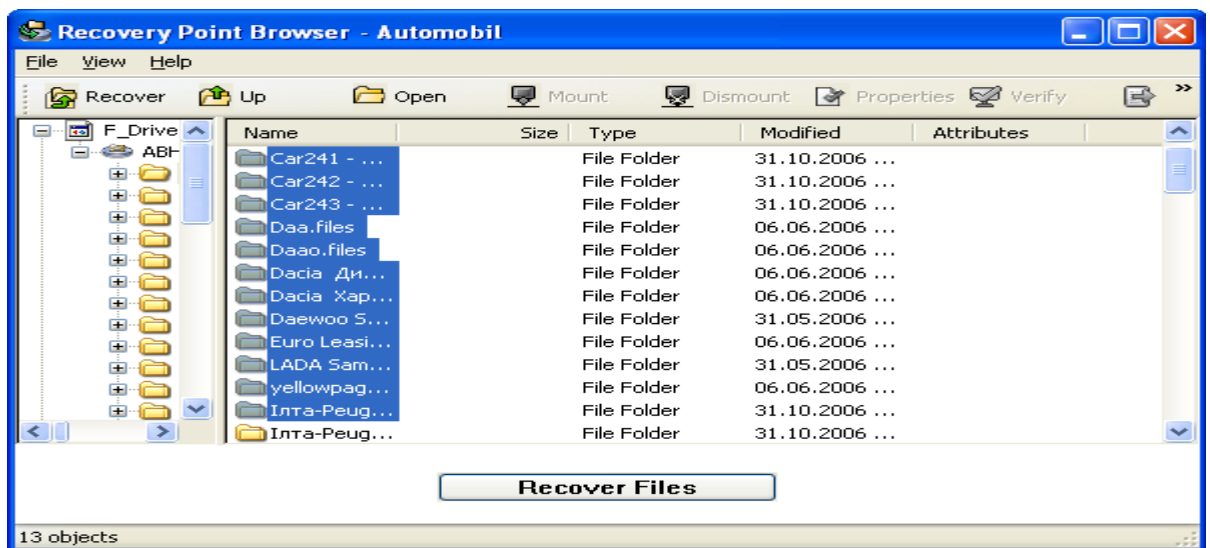 Recovery Point Browser - Automobil
File View Help
Recover Up Open Mount Dismount Properties Verify »
F_Drive
ABH
Name Size Type Modified Attributes
Car241 - ... File Folder 31.10.2006 ...
Car242 - ... File Folder 31.10.2006 ...
Car243 - ... File Folder 31.10.2006 ...
Daa.files File Folder 06.06.2006 ...
Daao.files File Folder 06.06.2006 ...
Dacia Ди... File Folder 06.06.2006 ...
Dacia Хар... File Folder 06.06.2006 ...
Daewoo S... File Folder 31.05.2006 ...
Euro Leasi... File Folder 06.06.2006 ...
LADA Sam... File Folder 31.05.2006 ...
yellowpag... File Folder 06.06.2006 ...
Ілта-Peug... File Folder 31.10.2006 ...
Ілта-Peug... File Folder 31.10.2006 ...
Recover Files
13 objects